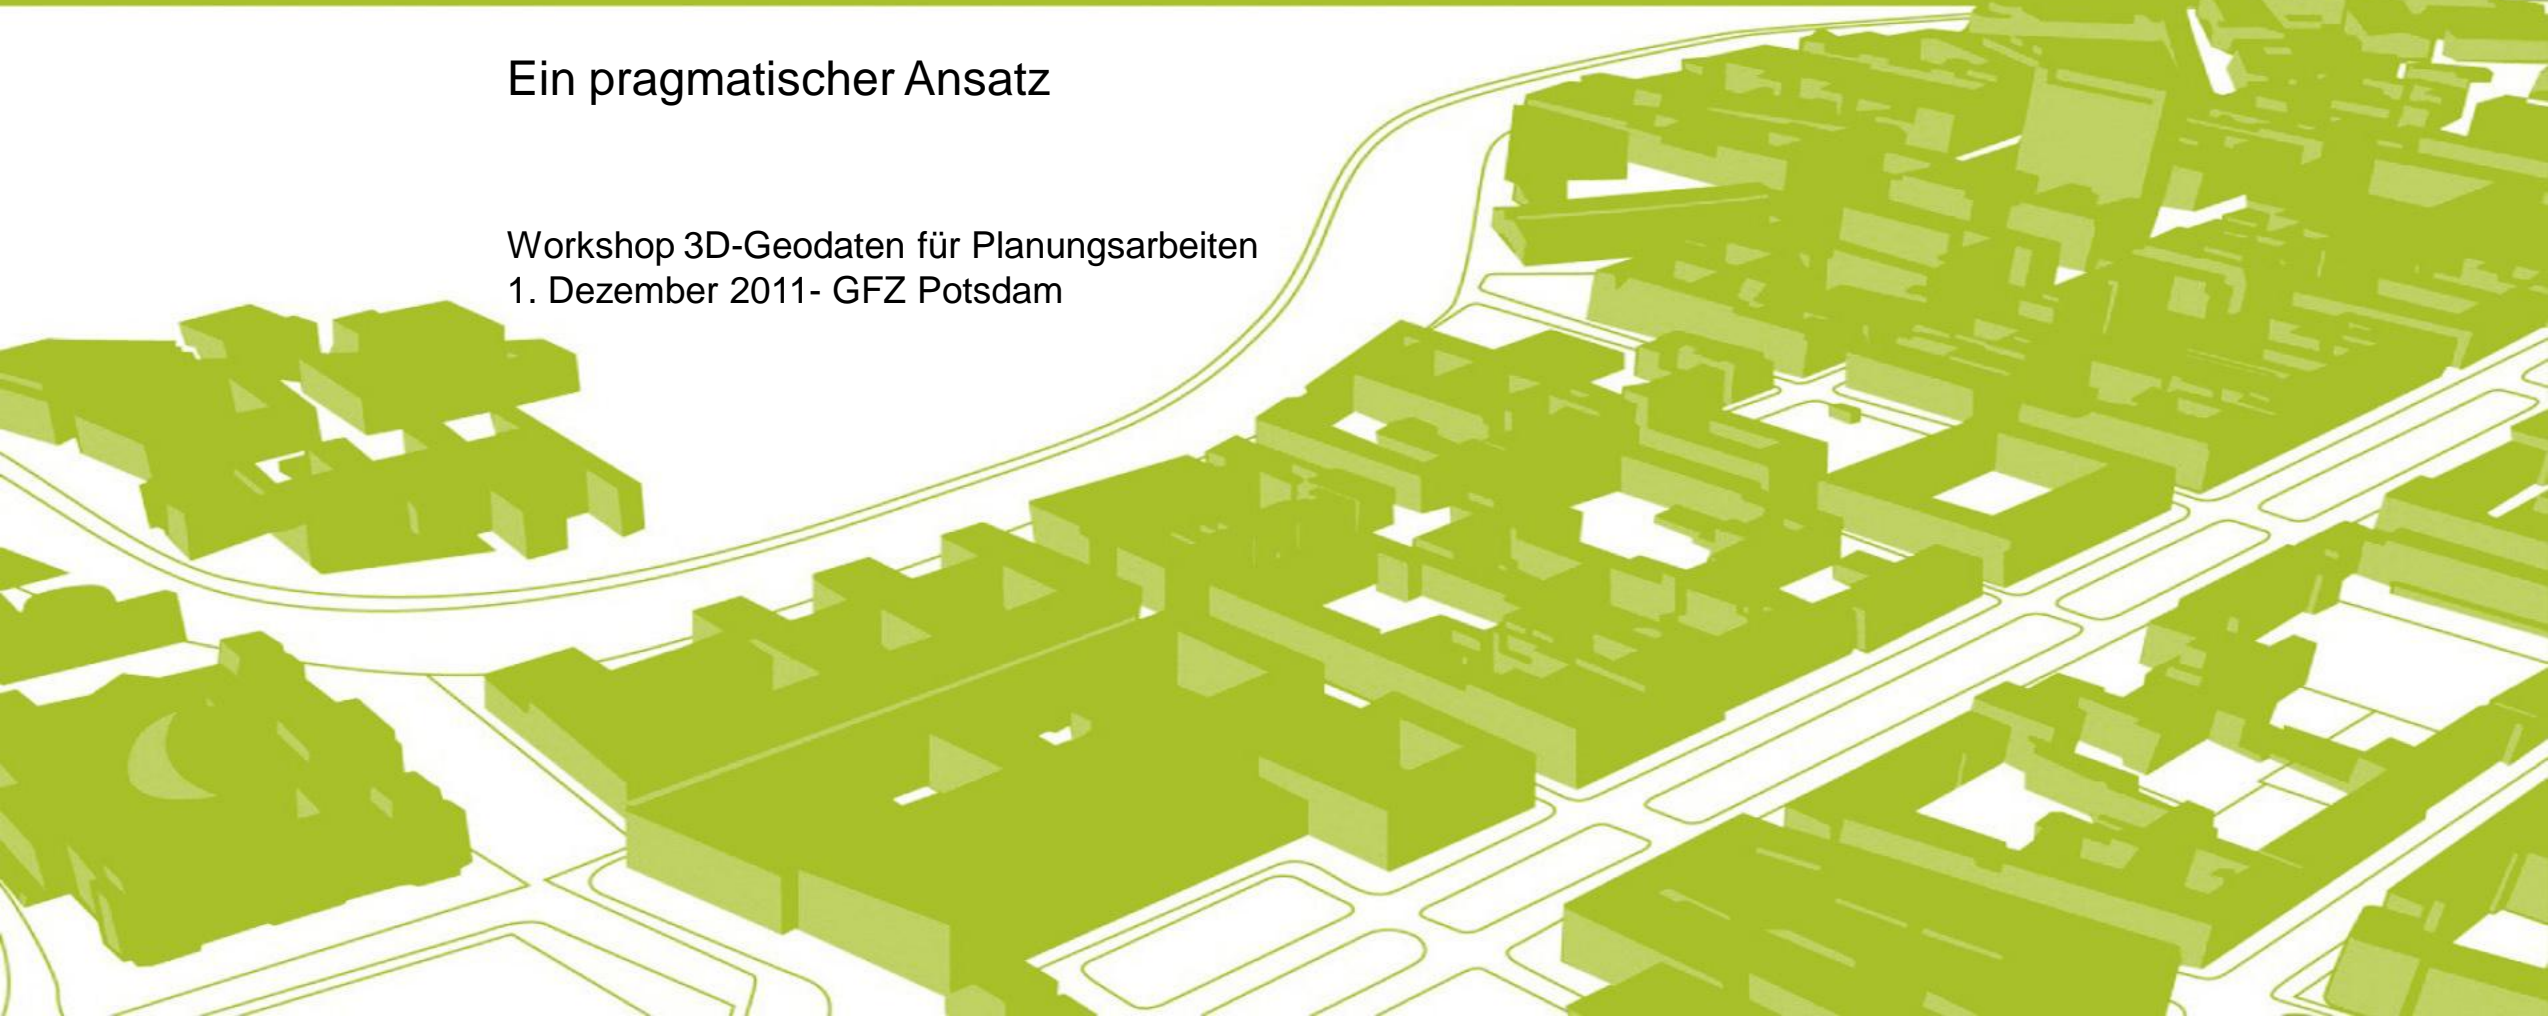 Ein pragmatischer Ansatz
Workshop 3D-Geodaten für Planungsarbeiten
1. Dezember 2011- GFZ Potsdam